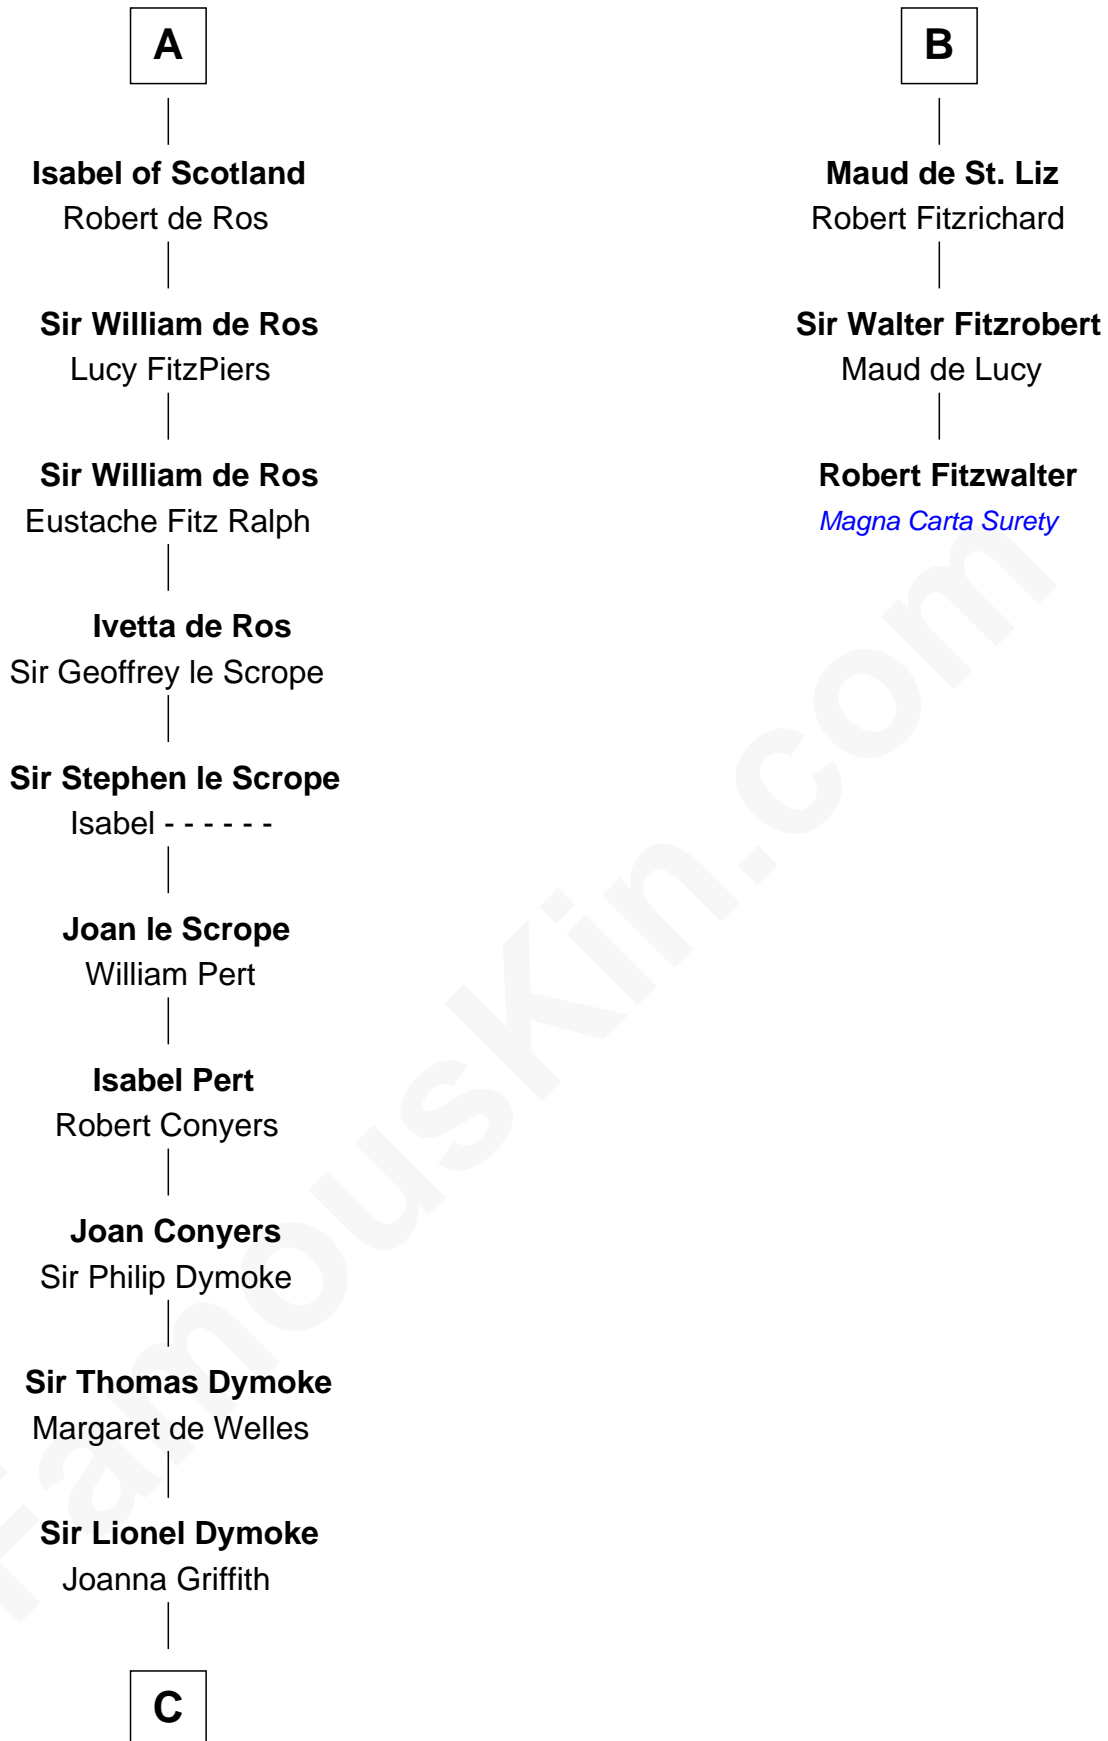 A
Isabel of Scotland
Robert de Ros
Sir William de Ros
Lucy FitzPiers
Sir William de Ros
Eustache Fitz Ralph
Ivetta de Ros
Sir Geoffrey le Scrope
Sir Stephen le Scrope
Isabel - - - - - -
Joan le Scrope
William Pert
Isabel Pert
Robert Conyers
Joan Conyers
Sir Philip Dymoke
Sir Thomas Dymoke
Margaret de Welles
Sir Lionel Dymoke
Joanna Griffith
C
B
Maud de St. Liz
Robert Fitzrichard
Sir Walter Fitzrobert
Maud de Lucy
Robert Fitzwalter
Magna Carta Surety
FamousKin.com